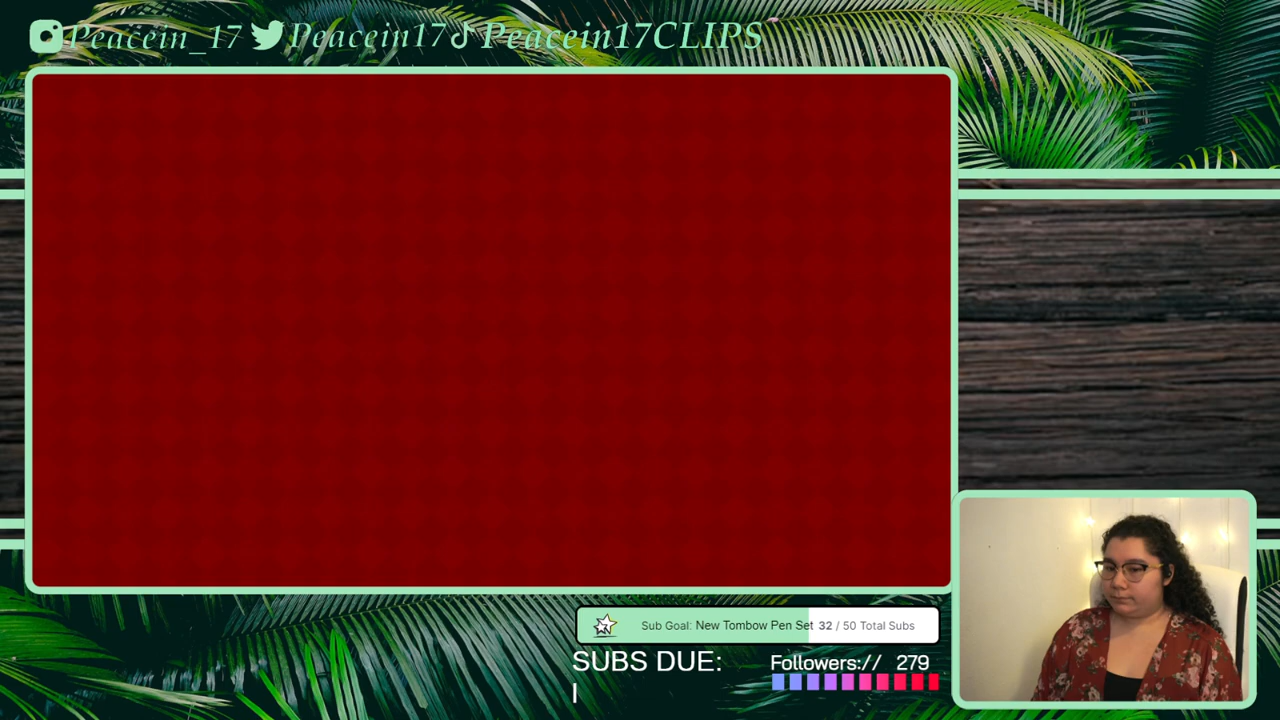 Peacein_17 Peacein17 Peacein17CLIPS
Sub Goal: New Tombow Pen Set 32 / 50 Total Subs
SUBS DUE:
Followers:// 279